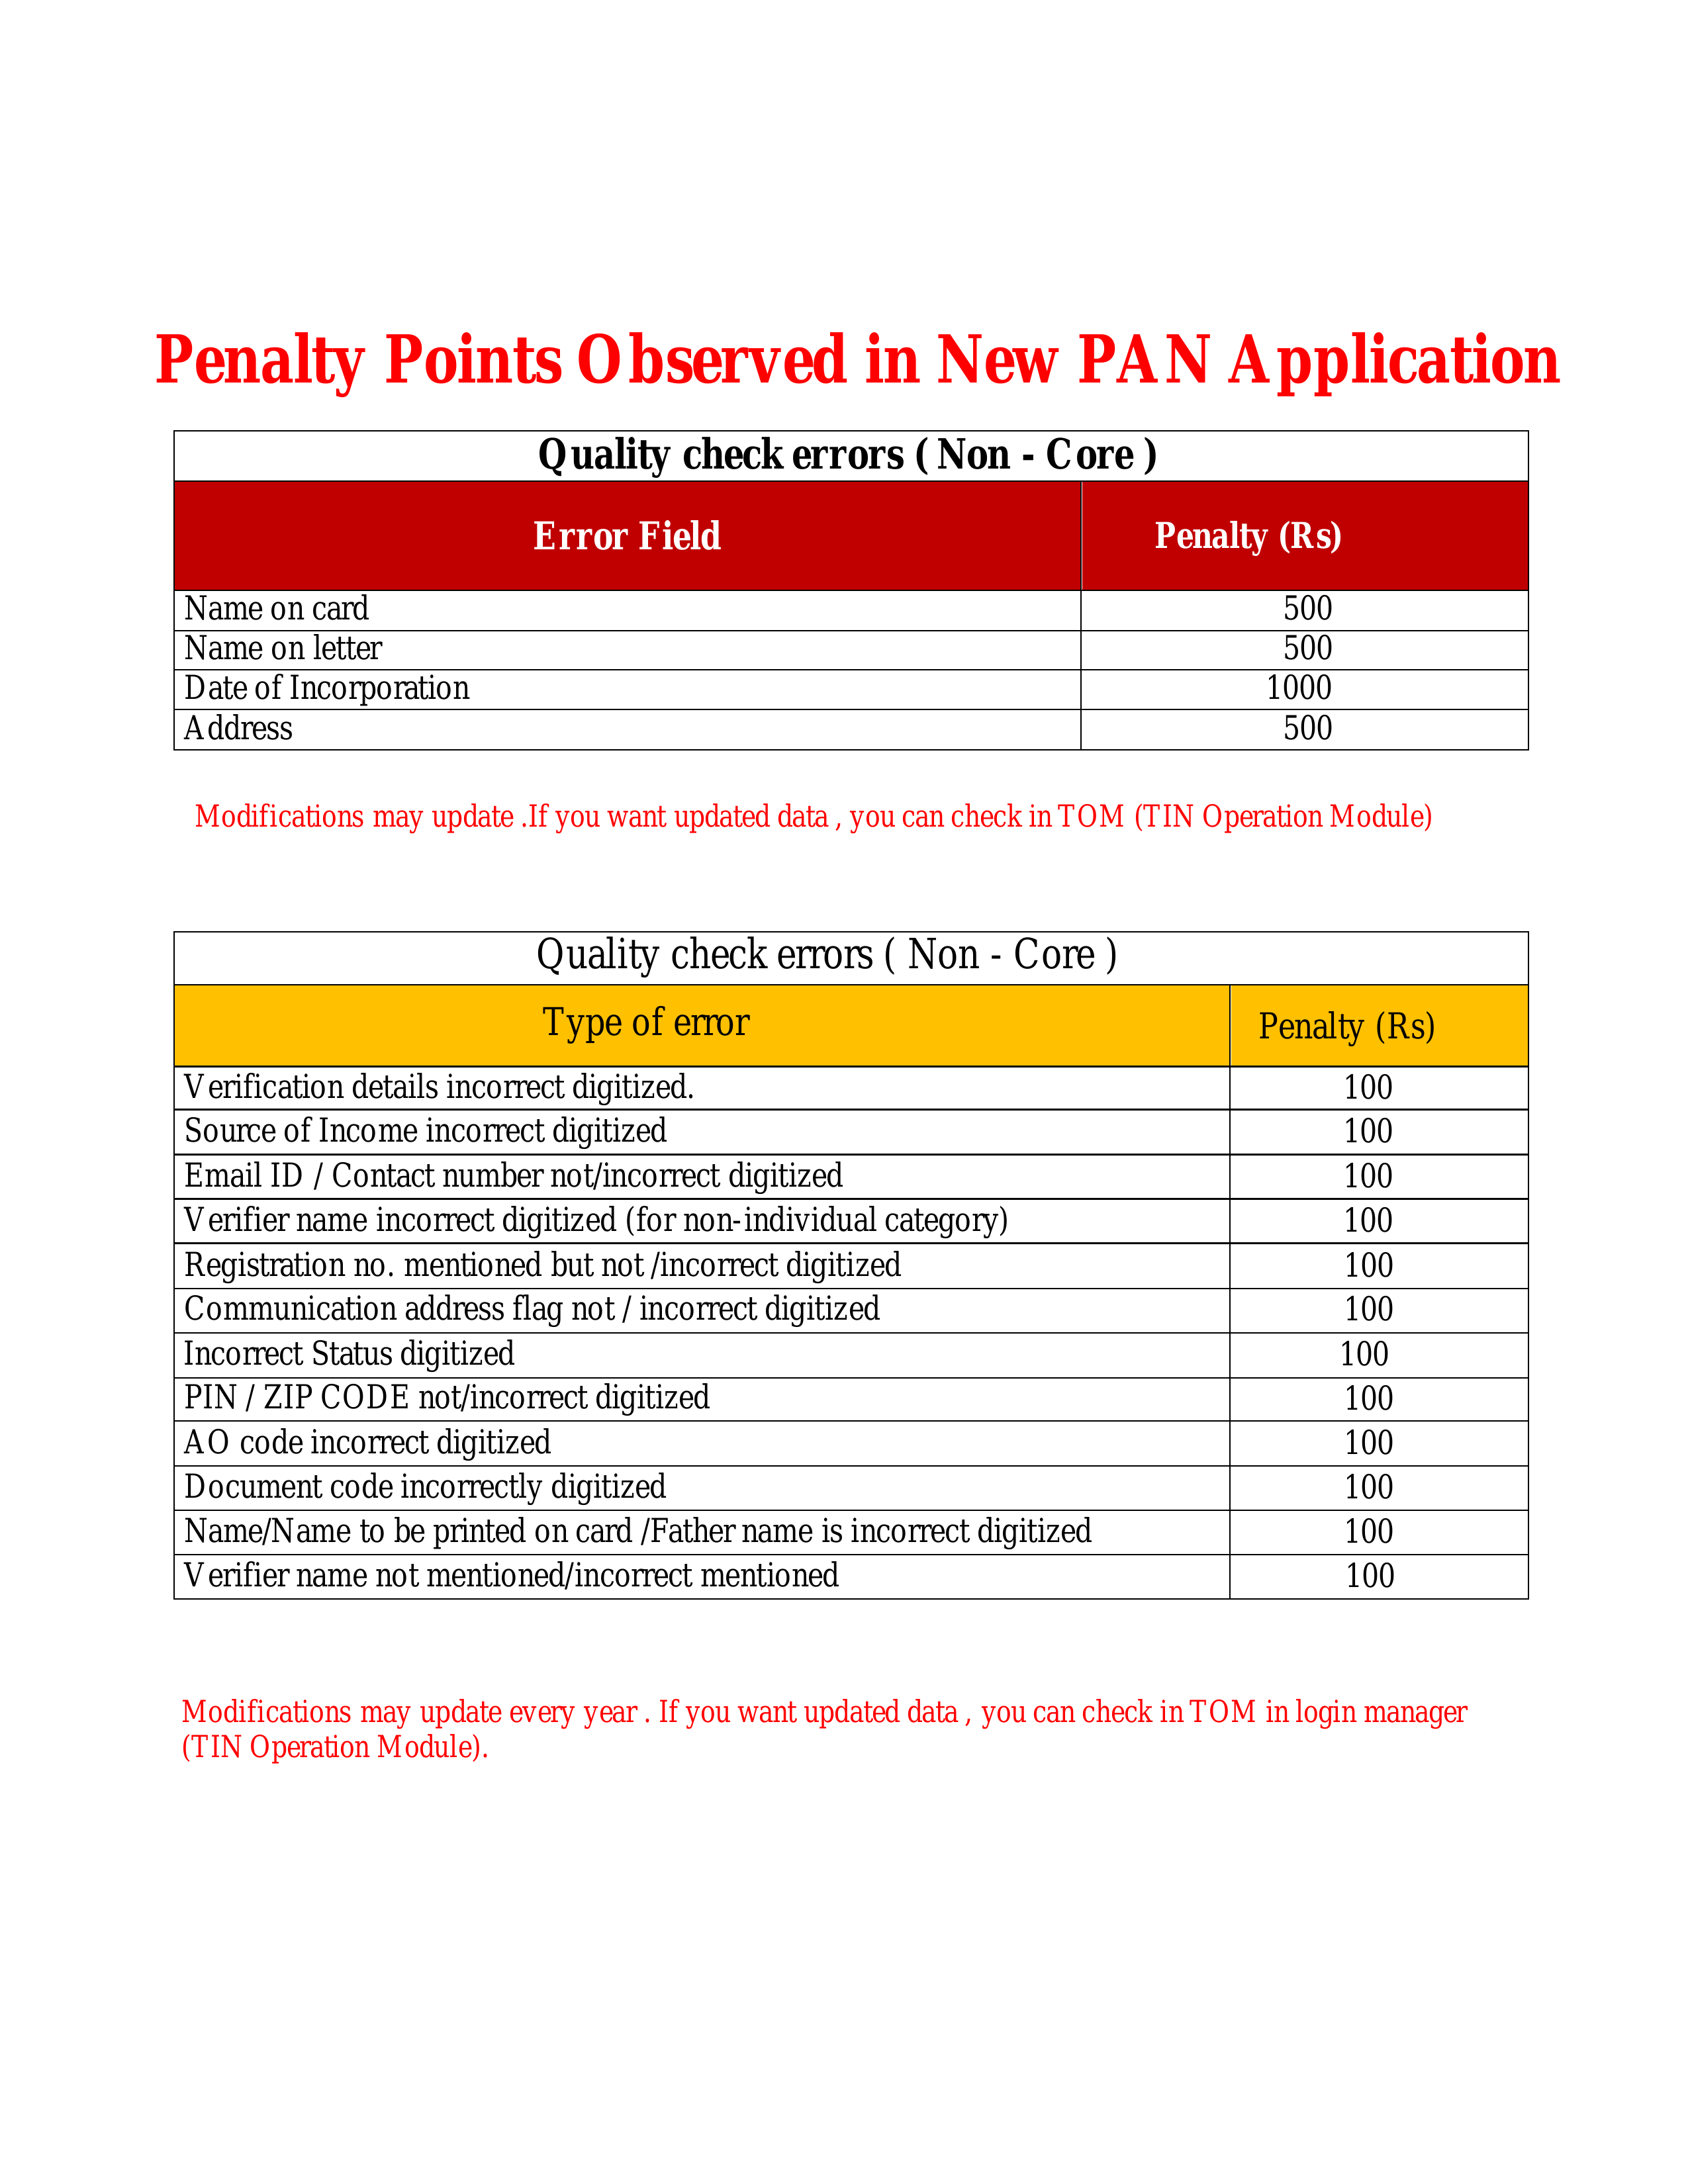 Penalty Points Observed in New PAN Application
Quality check errors ( Non - Core )
Error Field Penalty (Rs)
Name on card 500
Name on letter 500
Date of Incorporation 1000
Address 500
Modifications may update .If you want updated data , you can check in TOM (TIN Operation Module)
Quality check errors ( Non - Core )
Type of error Penalty (Rs)
Verification details incorrect digitized. 100
Source of Income incorrect digitized 100
Email ID / Contact number not/incorrect digitized 100
Verifier name incorrect digitized (for non-individual category) 100
Registration no. mentioned but not /incorrect digitized 100
Communication address flag not / incorrect digitized 100
Incorrect Status digitized 100
PIN / ZIP CODE not/incorrect digitized 100
AO code incorrect digitized 100
Document code incorrectly digitized 100
Name/Name to be printed on card /Father name is incorrect digitized 100
Verifier name not mentioned/incorrect mentioned 100
Modifications may update every year . If you want updated data , you can check in TOM in login manager
(TIN Operation Module).